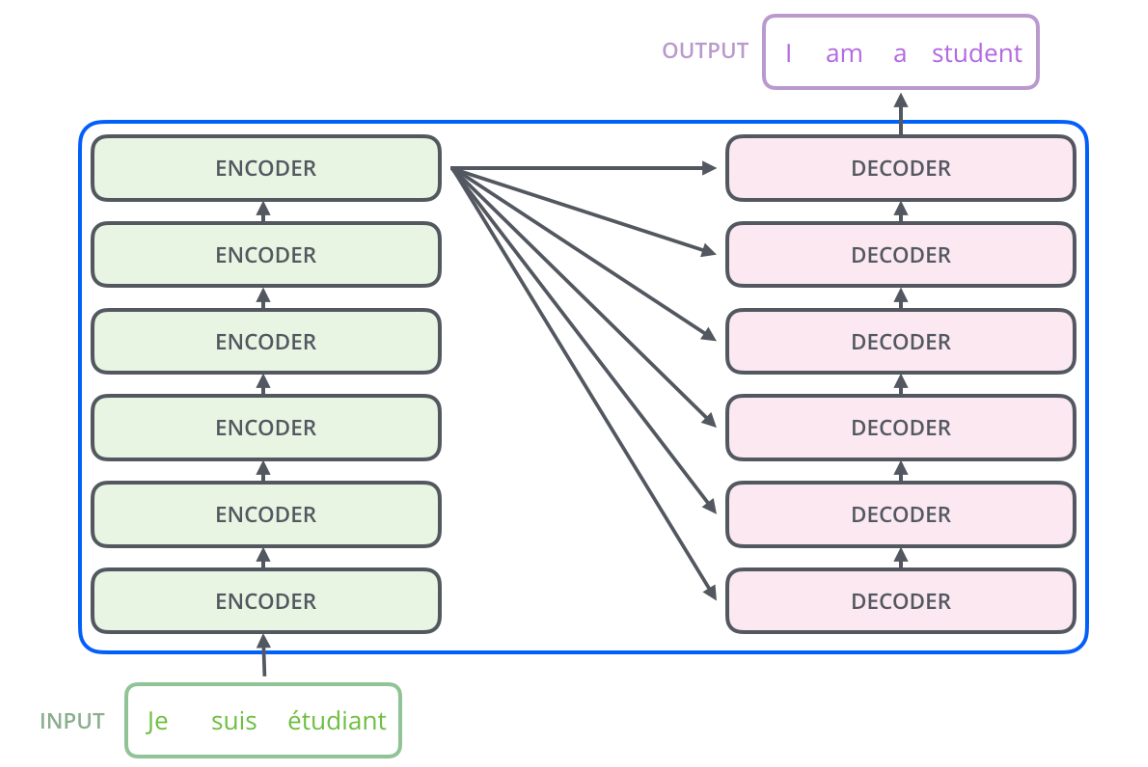 OUTPUT
I am a student
ENCODER
DECODER
ENCODER
DECODER
ENCODER
DECODER
ENCODER
DECODER
ENCODER
DECODER
ENCODER
DECODER
INPUT
Je suis étudiant